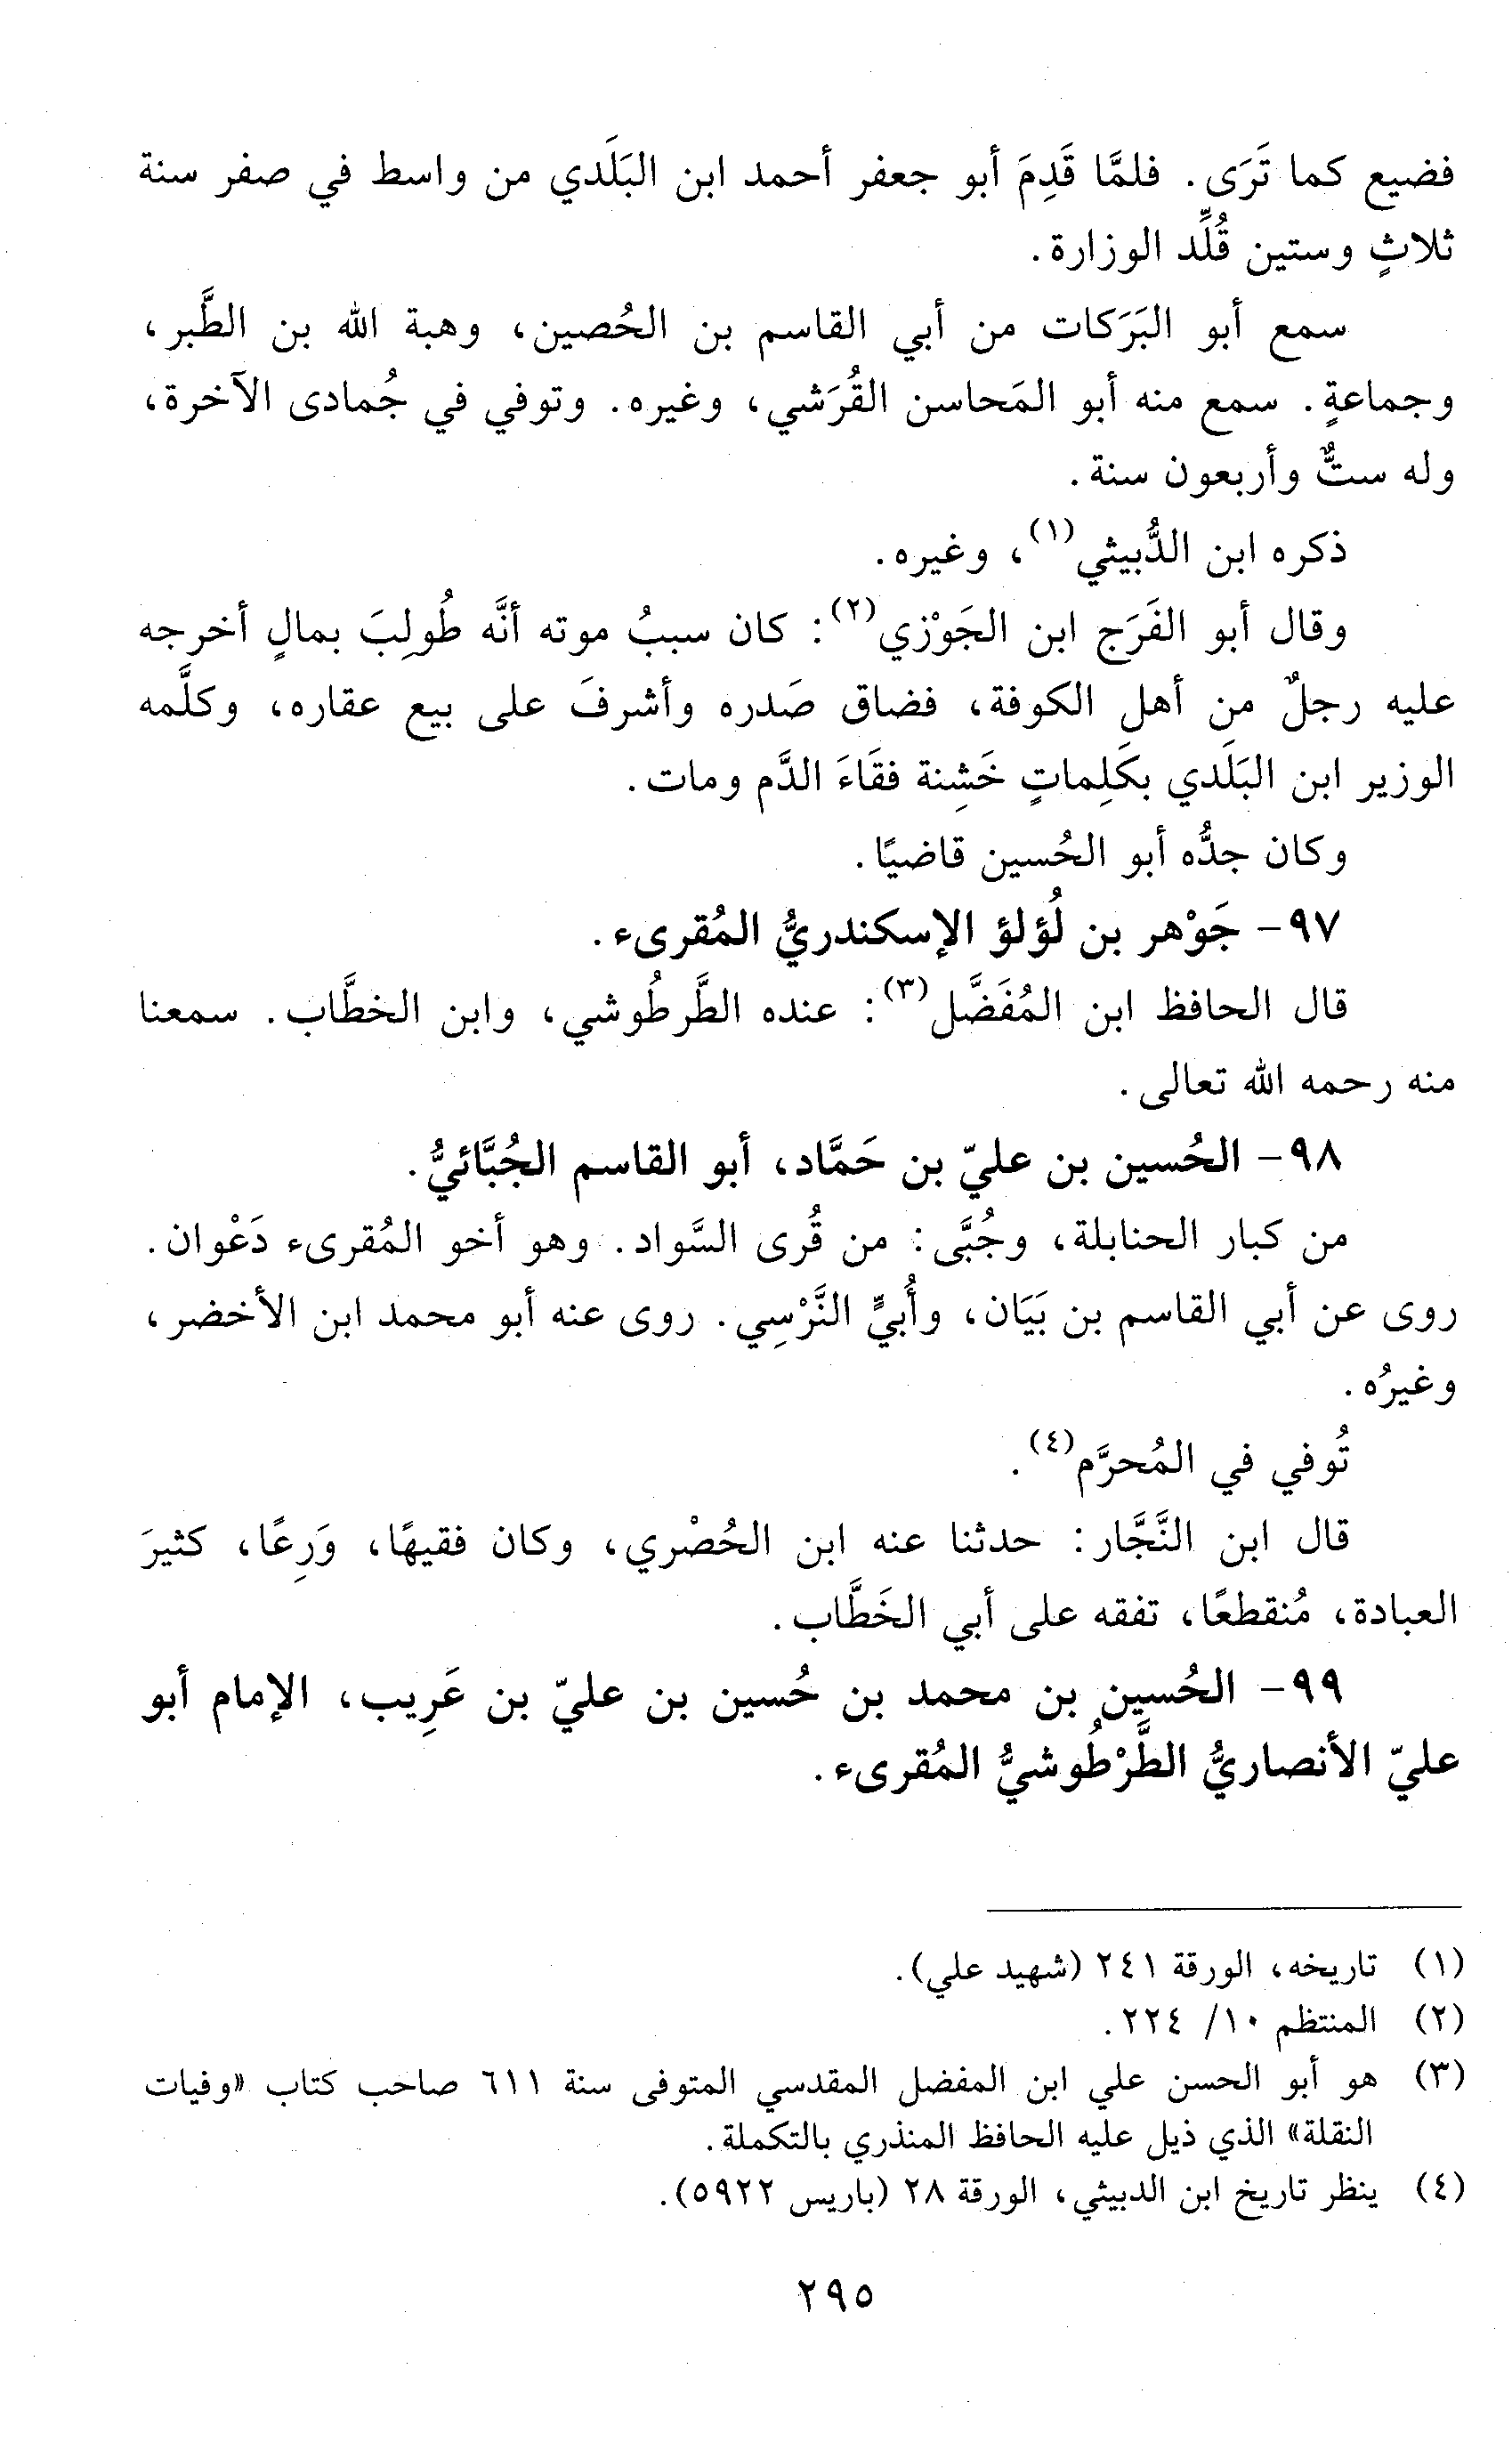 فضيع كما تَرَى. فلمَّا قَدِمَ أبو جعفر أحمد ابن البَلَدي من واسط في صفر سنة
ثلاثٍ وستين قُلِّد الوزارة.
سمع أبو البَرَكات من أبي القاسم بن الحُصين، وهبة الله بن الطَّبر،
وجماعةٍ. سمع منه أبو المَحاسن القُرَشي، وغيره. وتوفي في جُمادى الآخرة،
وله ستٌّ وأربعون سنة.
ذكره ابن الدُّبيثي(١)، وغيره.
وقال أبو الفَرَج ابن الجَوْزي(٢): كان سببُ موته أنَّه طُولِبَ بمالٍ أخرجه
عليه رجلٌ من أهل الكوفة، فضاق صَدره وأشرفَ على بيع عقاره، وكلَّمه
الوزير ابن البَلَدي بكَلِماتٍ خَشِنة فقَاءَ الدَّم ومات.
وكان جدُّه أبو الحُسين قاضيًا.
٩٧- جَوْهر بن لُؤلؤ الإسكندريُّ المُقرىء.
قال الحافظ ابن المُفَضَّل(٣): عنده الطَّرطُوشي، وابن الخطَّاب. سمعنا
منه رحمه الله تعالى.
٩٨- الحُسين بن عليّ بن حَمَّاد، أبو القاسم الجُبَّائيُّ.
من كبار الحنابلة، وجُبَّى: من قُرى السَّواد. وهو أخو المُقرىء دَعْوان.
روى عن أبي القاسم بن بَيَان، وأُبيٍّ النَّرْسِي. روى عنه أبو محمد ابن الأخضر،
وغيرُه.
تُوفي في المُحرَّم(٤).
قال ابن النَّجَّار: حدثنا عنه ابن الحُصْري، وكان فقيهًا، وَرِعًا، كثيرَ
العبادة، مُنقطعًا، تفقه على أبي الخَطَّاب.
٩٩- الحُسين بن محمد بن حُسين بن عليّ بن عَرِيب، الإمام أبو
عليّ الأنصاريُّ الطَّرْطُوشيُّ المُقرىء.
(١) تاريخه، الورقة ٢٤١ (شهيد علي).
(٢) المنتظم ١٠/ ٢٢٤.
(٣) هو أبو الحسن علي ابن المفضل المقدسي المتوفى سنة ٦١١ صاحب كتاب «وفيات
النقلة» الذي ذيل عليه الحافظ المنذري بالتكملة.
(٤) ينظر تاريخ ابن الدبيثي، الورقة ٢٨ (باريس ٥٩٢٢).
٢٩٥